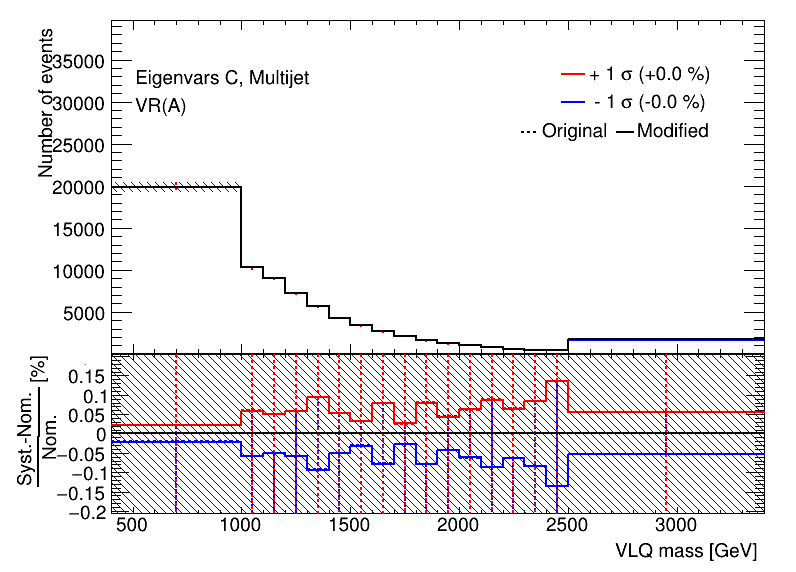 Number of events
35000
30000
25000
20000
15000
10000
5000
Eigenvars C, Multijet
VR(A)
+ 1 σ (+0.0 %)
- 1 σ (-0.0 %)
Original
Modified
Syst.-Nom.
Nom.
[%]
0.15
0.1
0.05
0
−0.05
−0.1
−0.15
−0.2
500 1000 1500 2000 2500 3000
VLQ mass [GeV]